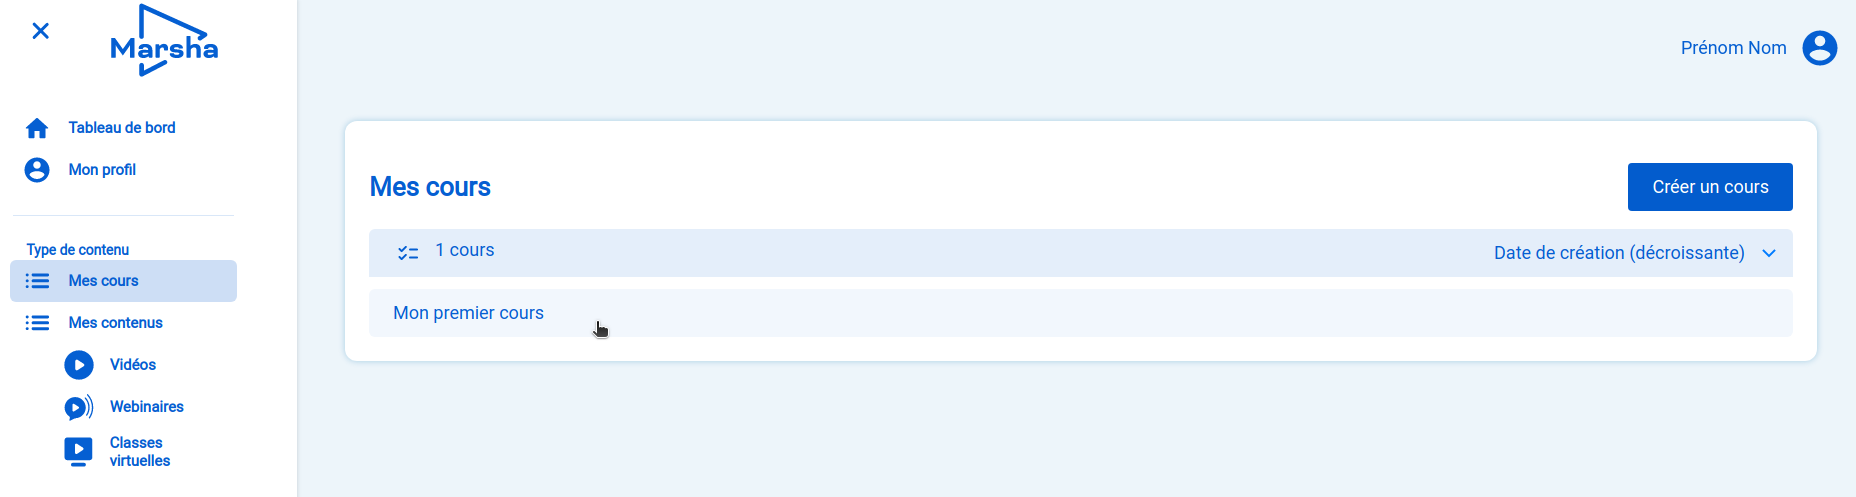 Marsha
Prénom Nom
Tableau de bord
Mon profil
Type de contenu
Mes cours
Mes contenus
Vidéos
Webinaires
Classes
virtuelles
Mes cours
Créer un cours
1 cours
Date de création (décroissante)
Mon premier cours